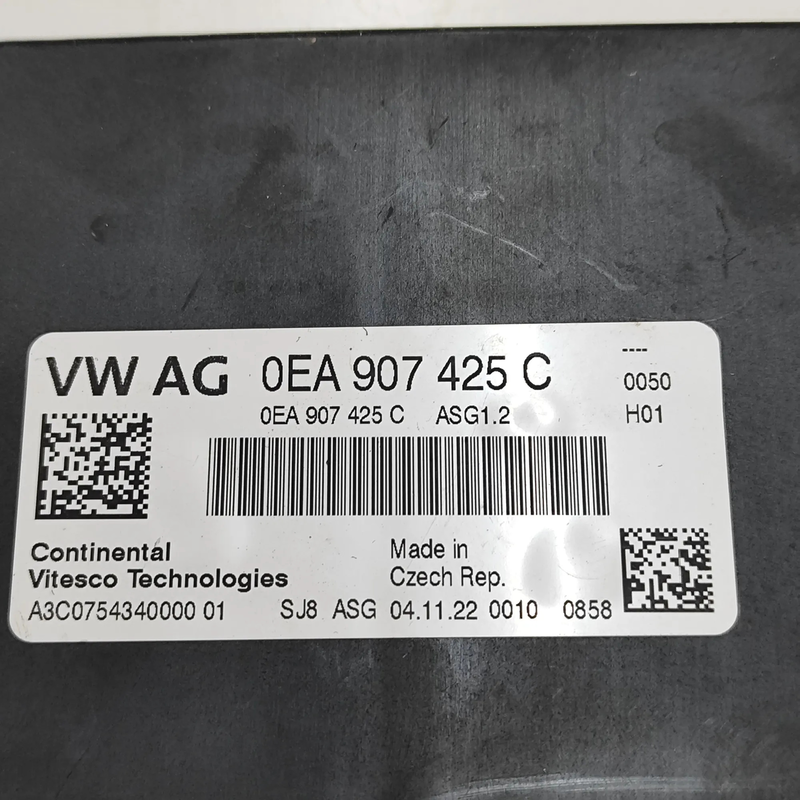 VW AG 0EA 907 425 C ----
0EA 907 425 C ASG1.2 0050
H01
Continental
Vitesco Technologies
Made in
Czech Rep.
A3C0754340000 01 SJ8 ASG 04.11.22 0010 0858